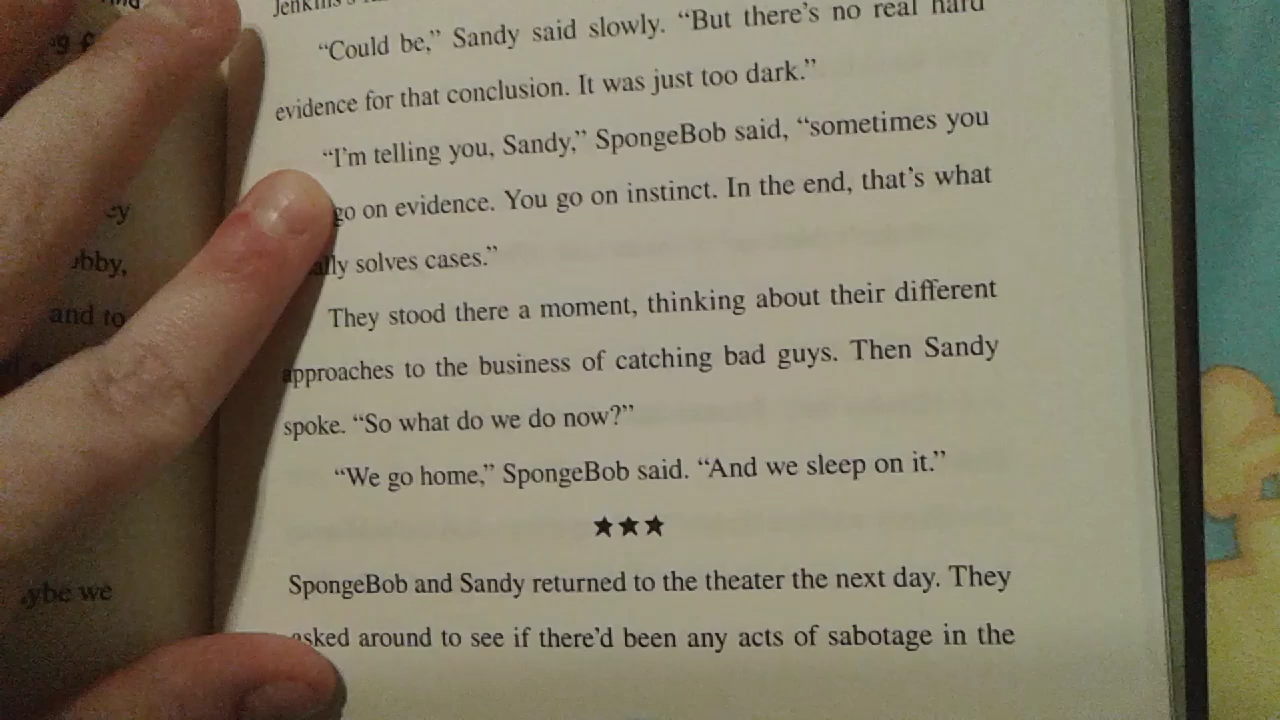 Jenkins's
"Could be," Sandy said slowly. "But there's no real hard
evidence for that conclusion. It was just too dark."
"I'm telling you, Sandy," SpongeBob said, "sometimes you
go on evidence. You go on instinct. In the end, that's what
solves cases."
They stood there a moment, thinking about their different
approaches to the business of catching bad guys. Then Sandy
spoke. "So what do we do now?"
"We go home," SpongeBob said. "And we sleep on it."
★★★
SpongeBob and Sandy returned to the theater the next day. They
asked around to see if there'd been any acts of sabotage in the
and to
we